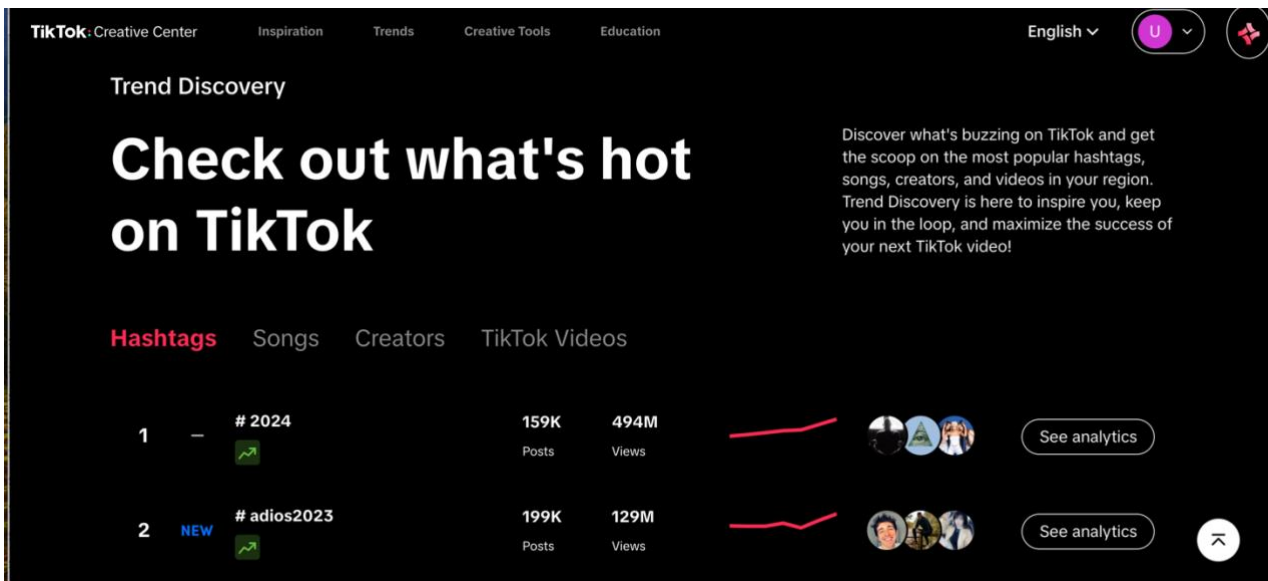 TikTok: Creative Center Inspiration Trends Creative Tools Education English U
Trend Discovery
Check out what's hot
on TikTok
Discover what's buzzing on TikTok and get
the scoop on the most popular hashtags,
songs, creators, and videos in your region.
Trend Discovery is here to inspire you, keep
you in the loop, and maximize the success of
your next TikTok video!
Hashtags Songs Creators TikTok Videos
1 – # 2024 159K 494M See analytics
Posts Views
2 NEW # adios2023 199K 129M See analytics
Posts Views